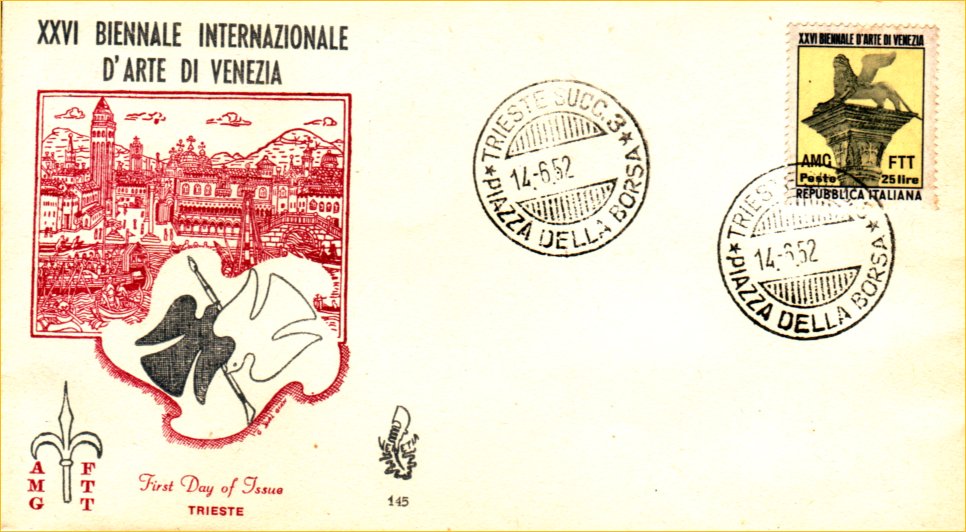 XXVI BIENNALE INTERNAZIONALE
D'ARTE DI VENEZIA
XXVI BIENNALE D'ARTE DI VENEZIA
AMG FTT
Poste 25 lire
REPUBBLICA ITALIANA
TRIESTE SUCC. 3
14-6.52
★ PIAZZA DELLA BORSA ★
TRIESTE
14-6.52
★ PIAZZA DELLA BORSA ★
AMG
FTT
First Day of Issue
TRIESTE
145